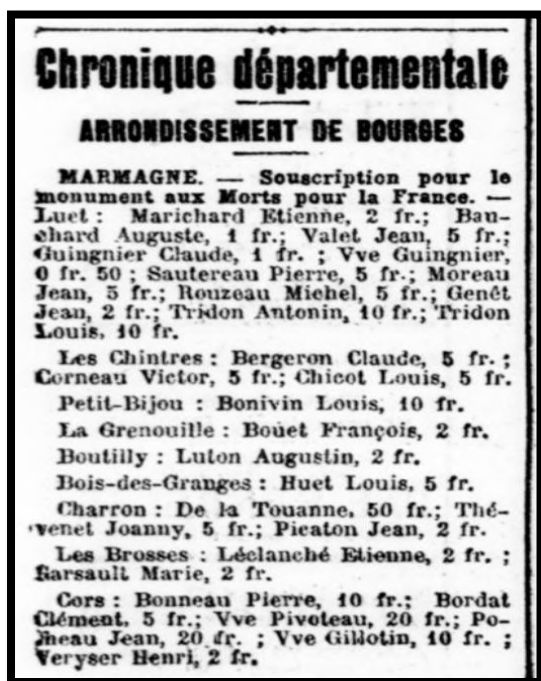 Chronique départementale
ARRONDISSEMENT DE BOURGES
MARMAGNE. — Souscription pour le
monument aux Morts pour la France. —
Luet : Marichard Etienne, 2 fr.; Bau-
chard Auguste, 1 fr.; Valet Jean, 5 fr.;
Guingnier Claude, 1 fr. ; Vve Guingnier,
0 fr. 50 ; Sautereau Pierre, 5 fr.; Moreau
Jean, 5 fr.; Rouzeau Michel, 5 fr.; Genêt
Jean, 2 fr.; Tridon Antonin, 10 fr.; Tridon
Louis, 10 fr.
Les Chintres : Bergeron Claude, 5 fr. ;
Corneau Victor, 5 fr.; Chicot Louis, 5 fr.
Petit-Bijou : Bonivin Louis, 10 fr.
La Grenouille : Bouet François, 2 fr.
Boutilly : Luton Augustin, 2 fr.
Bois-des-Granges : Huet Louis, 5 fr.
Charron : De la Touanne, 50 fr.; Thé-
venet Joanny, 5 fr.; Picaton Jean, 2 fr.
Les Brosses : Léclanché Etienne, 2 fr. ;
Sarsault Marie, 2 fr.
Cors : Bonneau Pierre, 10 fr.; Bordat
Clément, 5 fr.; Vve Pivoteau, 20 fr.; Po-
meau Jean, 20 fr. ; Vve Gillotin, 10 fr. ;
Veryser Henri, 2 fr.